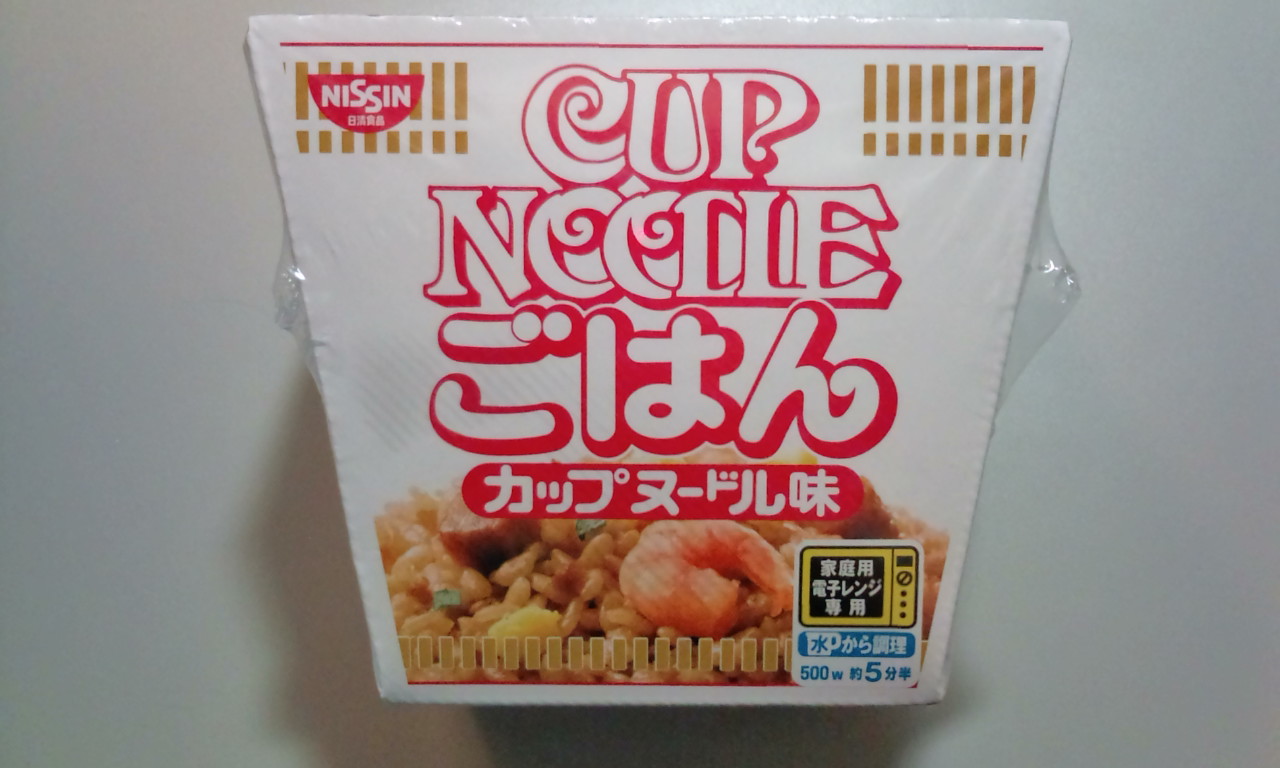 NISSIN
日清食品
CUP
NOODLE
ごはん
カップヌードル味
家庭用
電子レンジ
専用
水から調理
500w 約5分半